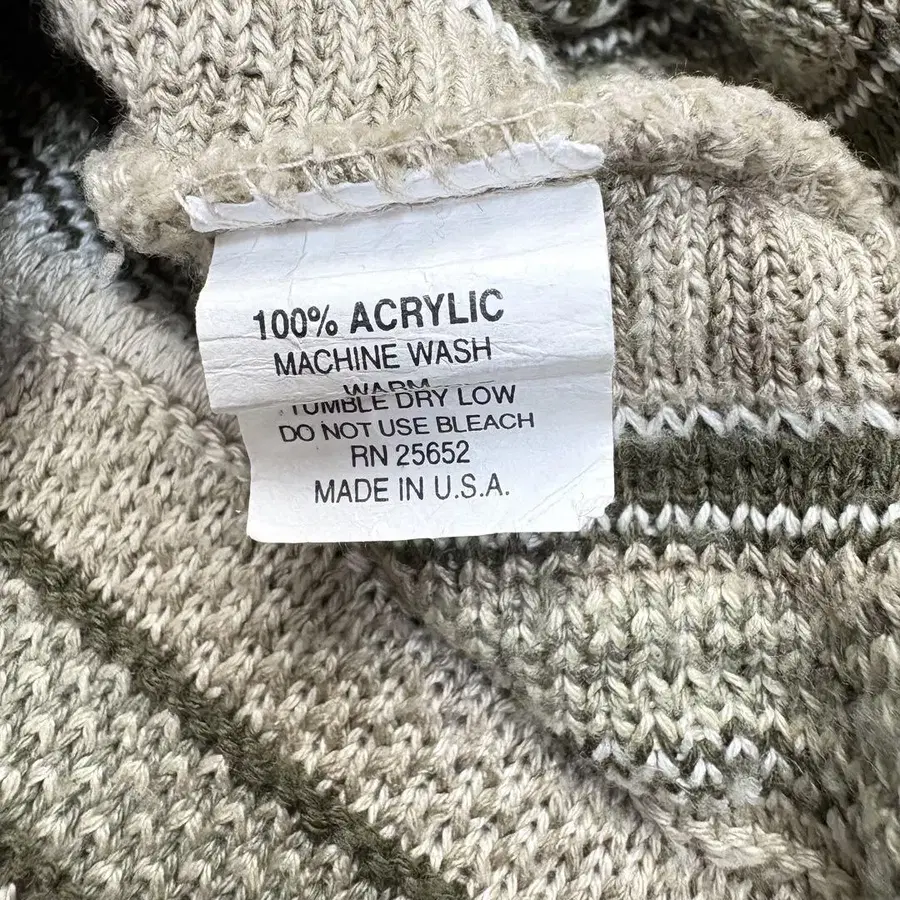 100% ACRYLIC
MACHINE WASH
WARM
TUMBLE DRY LOW
DO NOT USE BLEACH
RN 25652
MADE IN U.S.A.